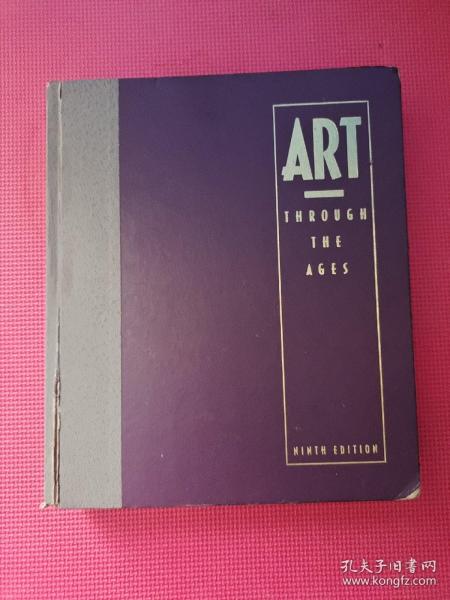 ART
THROUGH
THE
AGES
NINTH EDITION
孔夫子旧书网
www.kongfz.com